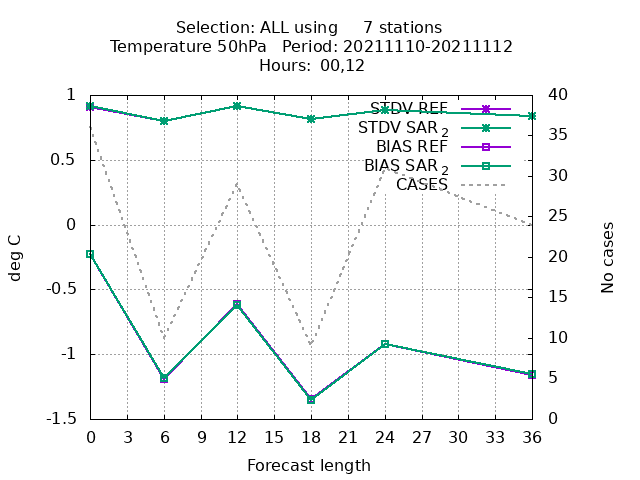 Selection: ALL using     7 stations
Temperature 50hPa   Period: 20211110-20211112
Hours:  00,12
1
0.5
0
-0.5
-1
-1.5
deg C
40
35
30
25
20
15
10
5
0
No cases
STDV REF
STDV SAR 2
BIAS REF
BIAS SAR 2
CASES
0 3 6 9 12 15 18 21 24 27 30 33 36
Forecast length